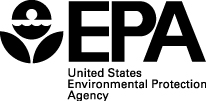 EPA
United States
Environmental Protection
Agency